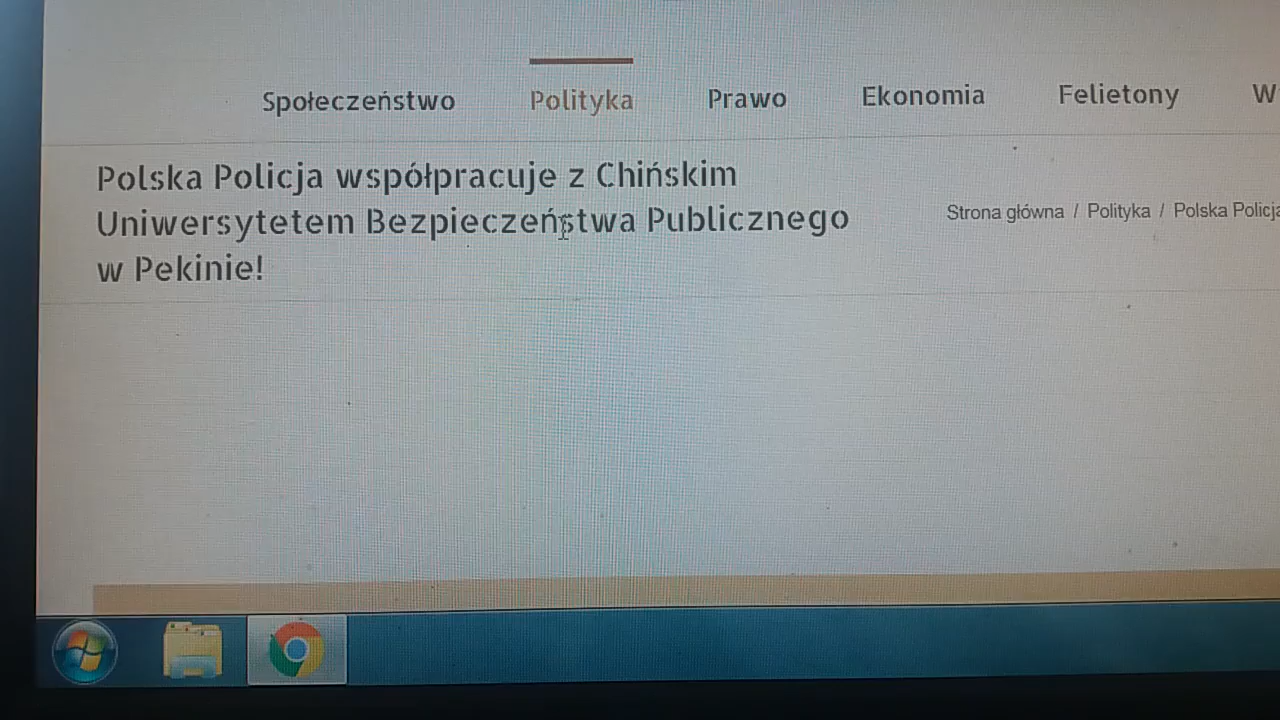 Społeczeństwo Polityka Prawo Ekonomia Felietony W
Polska Policja współpracuje z Chińskim
Uniwersytetem Bezpieczeństwa Publicznego
w Pekinie!
Strona główna / Polityka / Polska Policja